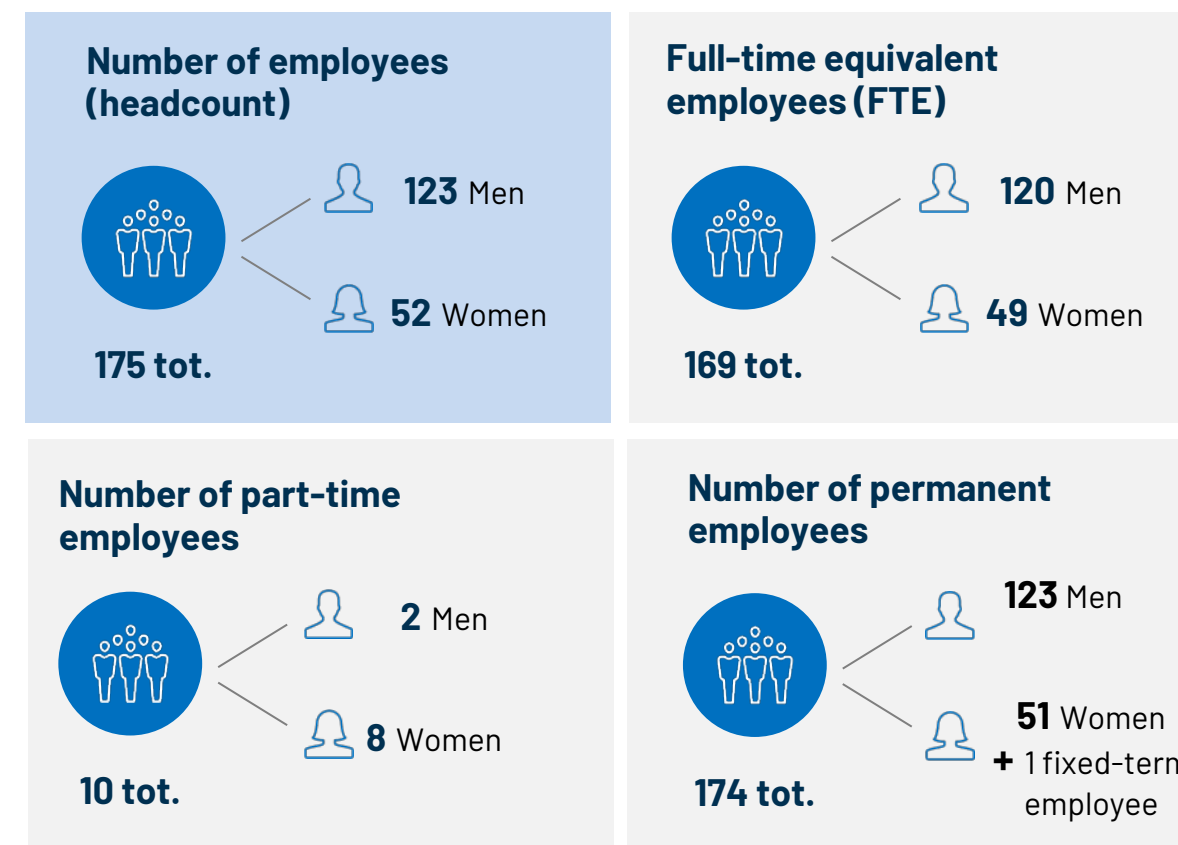 Number of employees
(headcount)
123 Men
52 Women
175 tot.
Full-time equivalent
employees (FTE)
120 Men
49 Women
169 tot.
Number of part-time
employees
2 Men
8 Women
10 tot.
Number of permanent
employees
123 Men
51 Women
+ 1 fixed-tern
employee
174 tot.